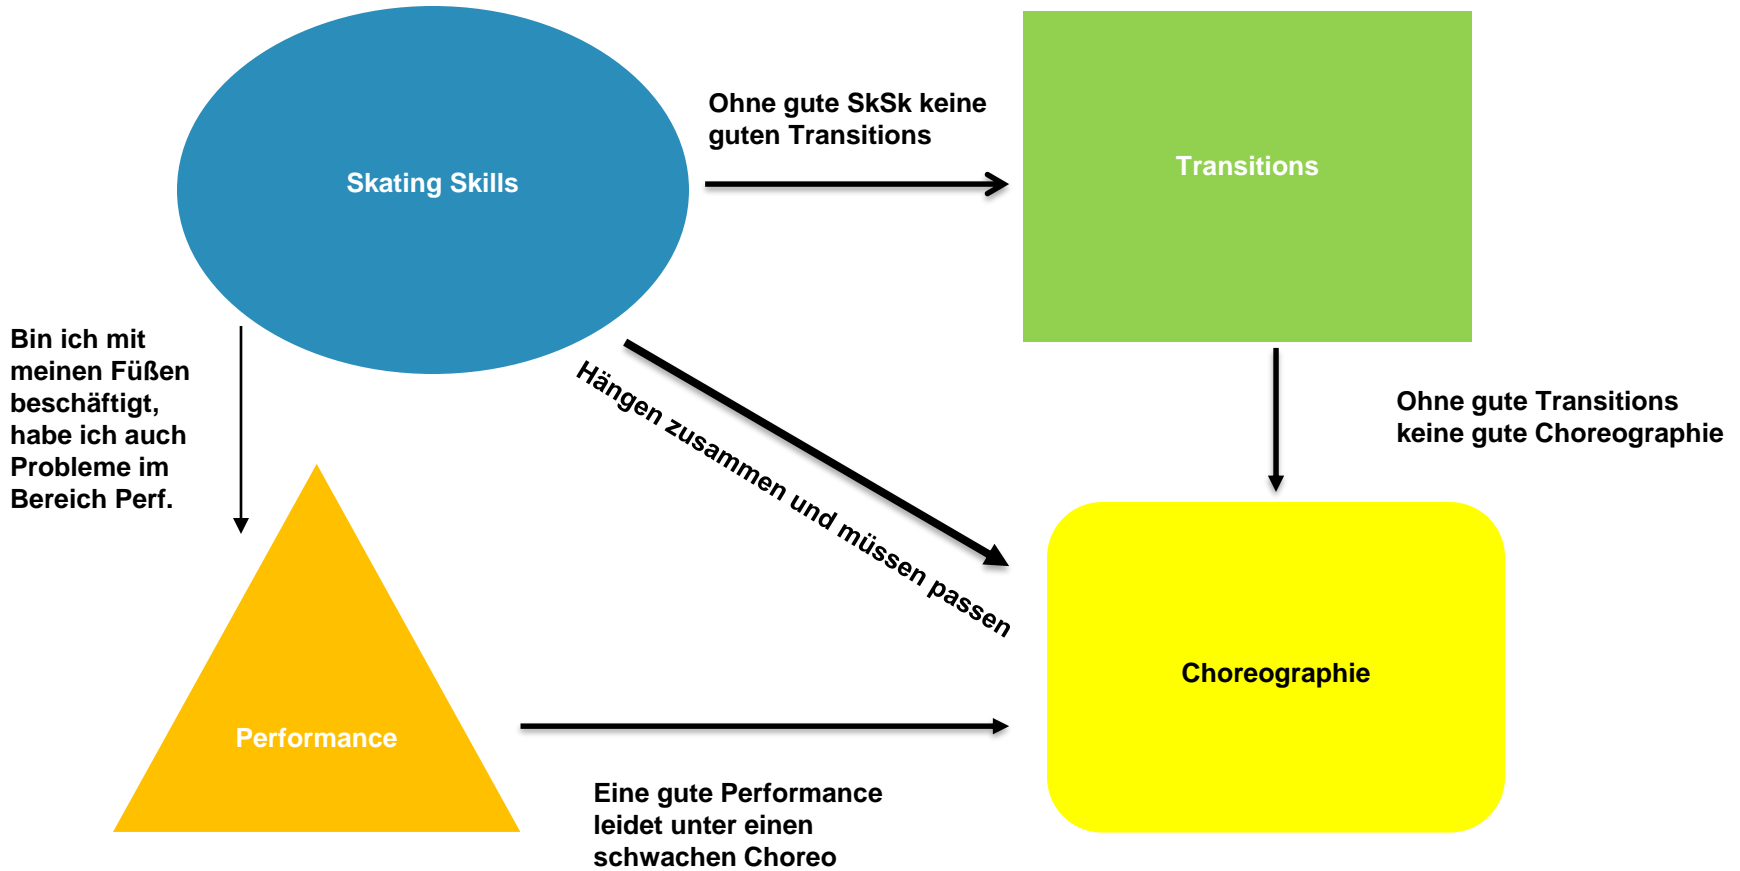 Ohne gute SkSk keine
guten Transitions
Skating Skills
Transitions
Bin ich mit
meinen Füßen
beschäftigt,
habe ich auch
Probleme im
Bereich Perf.
Hängen zusammen und müssen passen
Ohne gute Transitions
keine gute Choreographie
Performance
Choreographie
Eine gute Performance
leidet unter einen
schwachen Choreo